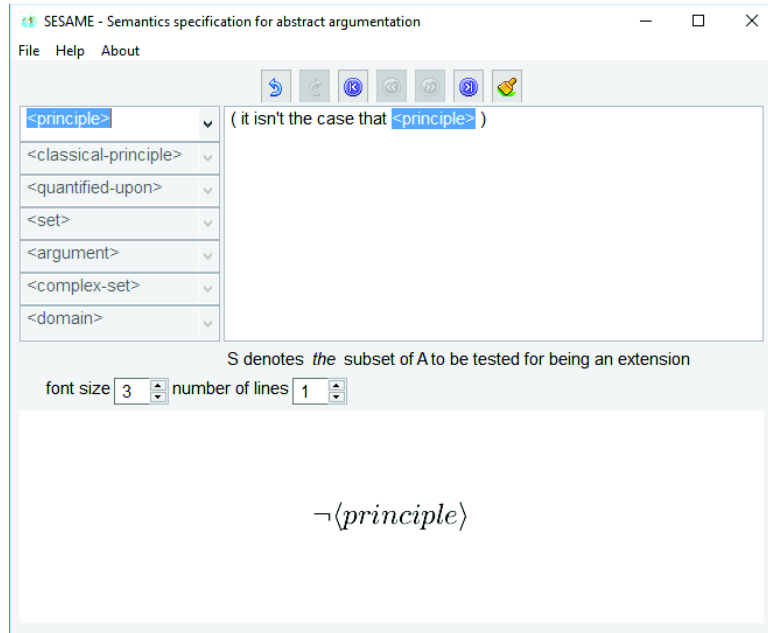 SESAME - Semantics specification for abstract argumentation
File Help About
<principle>
( it isn't the case that <principle> )
<classical-principle>
<quantified-upon>
<set>
<argument>
<complex-set>
<domain>
S denotes the subset of A to be tested for being an extension
font size 3 number of lines 1
¬⟨principle⟩